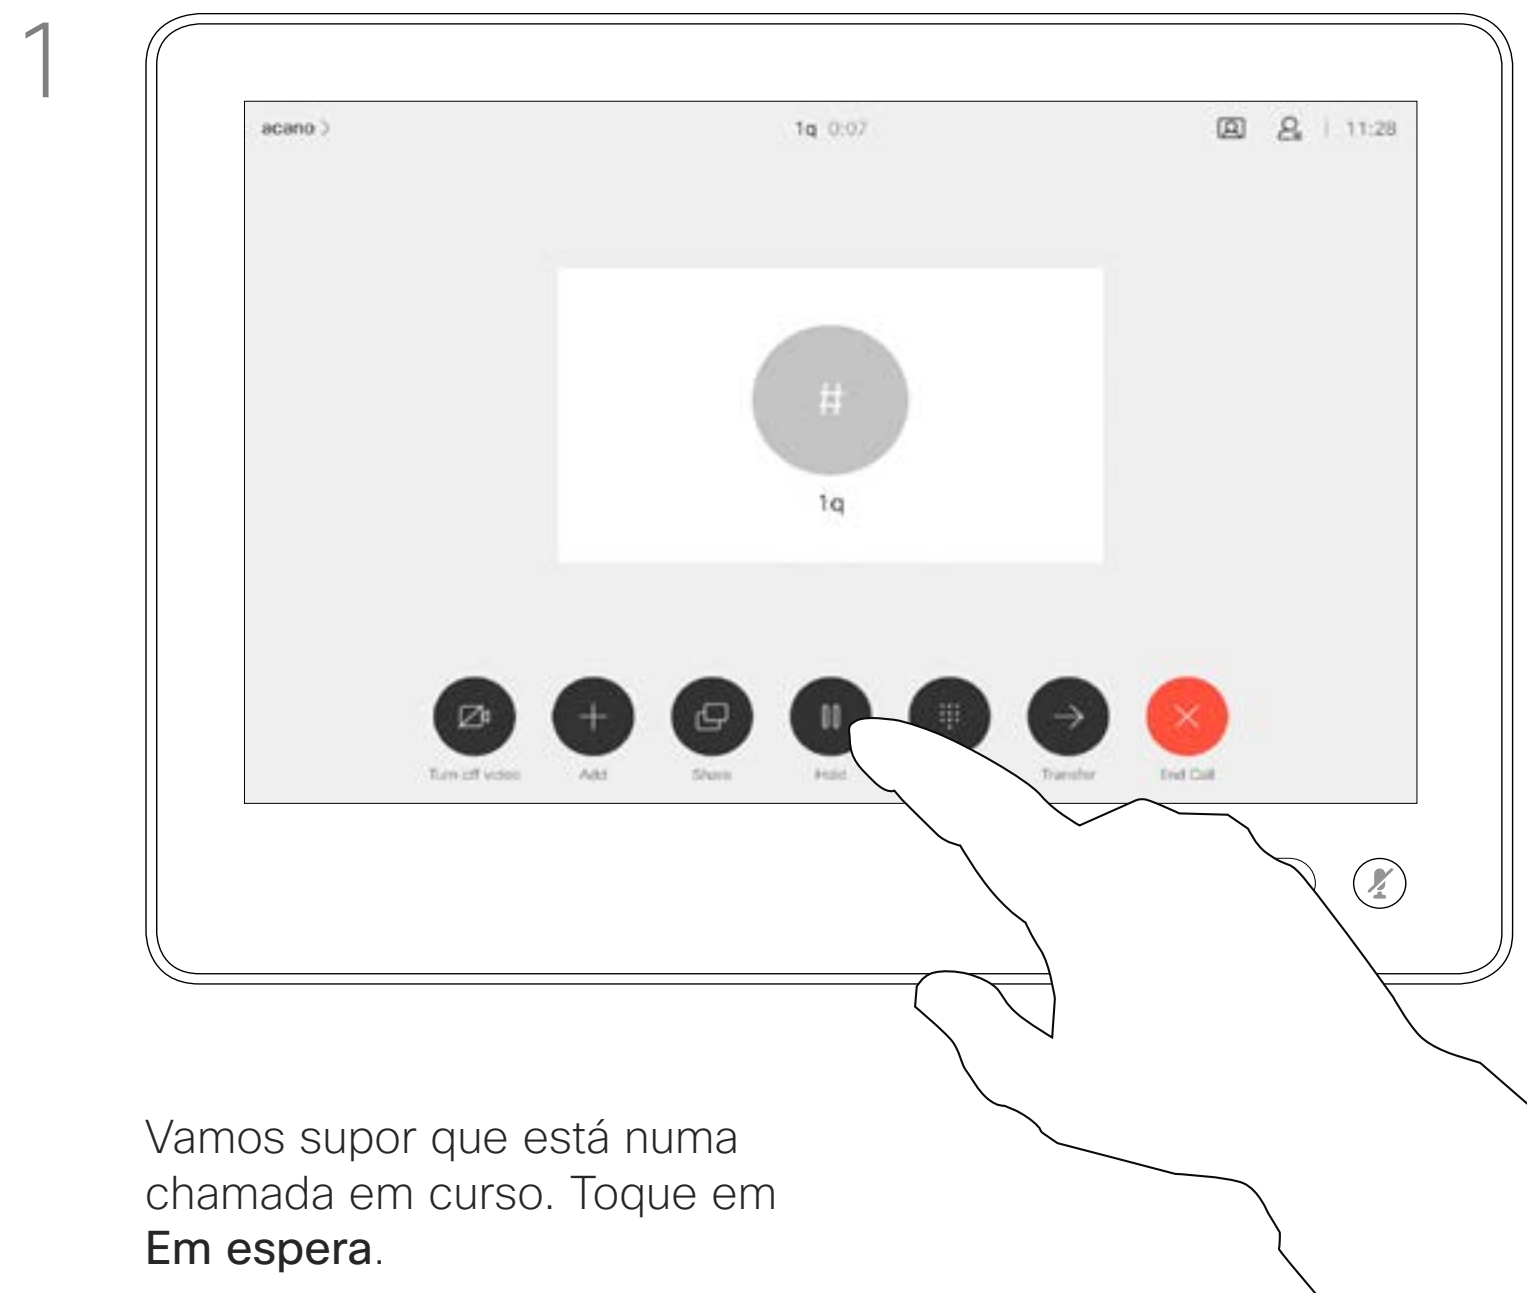 1
acano
1q 0:07
11:28
#
1q
Turn off video Add Share Hold Transfer End Call
Vamos supor que está numa
chamada em curso. Toque em
Em espera.